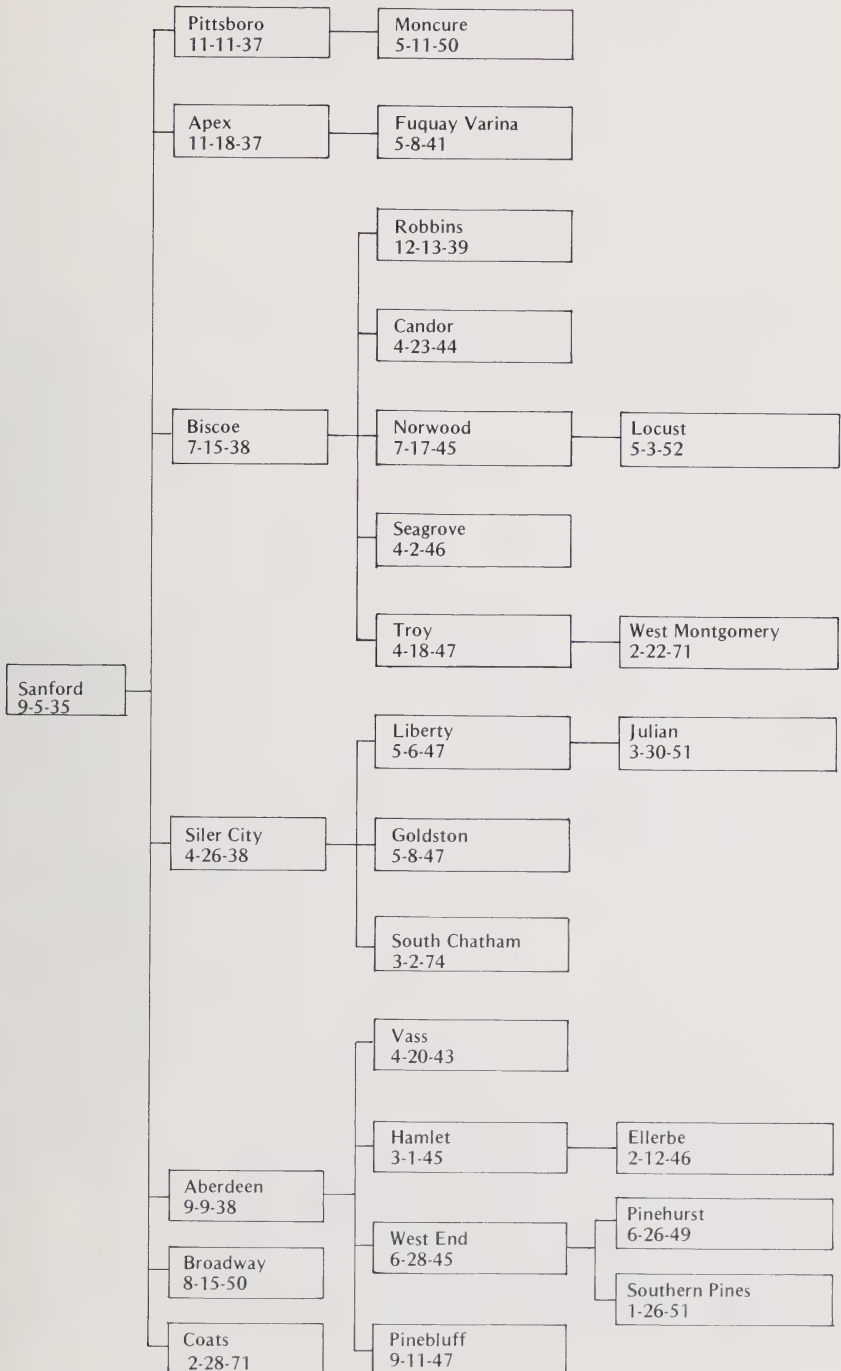 Pittsboro
11-11-37
Moncure
5-11-50
Apex
11-18-37
Fuquay Varina
5-8-41
Robbins
12-13-39
Candor
4-23-44
Biscoe
7-15-38
Norwood
7-17-45
Locust
5-3-52
Seagrove
4-2-46
Troy
4-18-47
West Montgomery
2-22-71
Sanford
9-5-35
Liberty
5-6-47
Julian
3-30-51
Siler City
4-26-38
Goldston
5-8-47
South Chatham
3-2-74
Vass
4-20-43
Hamlet
3-1-45
Ellerbe
2-12-46
Aberdeen
9-9-38
West End
6-28-45
Pinehurst
6-26-49
Southern Pines
1-26-51
Broadway
8-15-50
Coats
2-28-71
Pinebluff
9-11-47